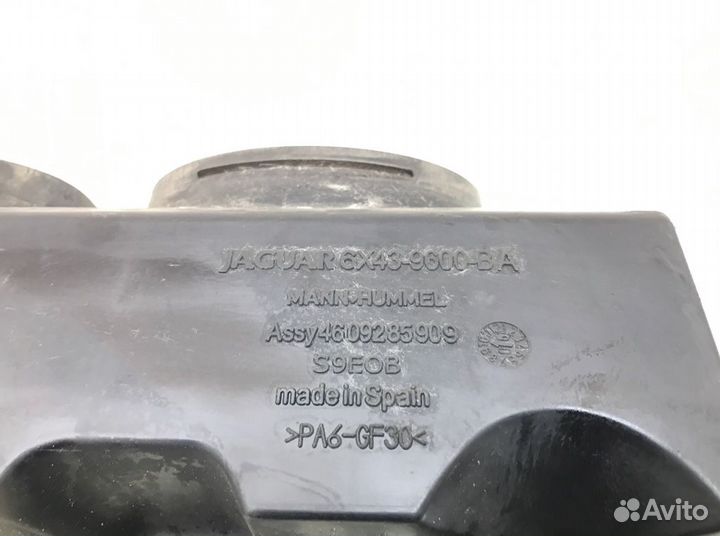 JAGUAR 6X43-9600-BA
MANN+HUMMEL
Assy4609285909
S9EOB
made in Spain
>PA6-GF30<
Avito